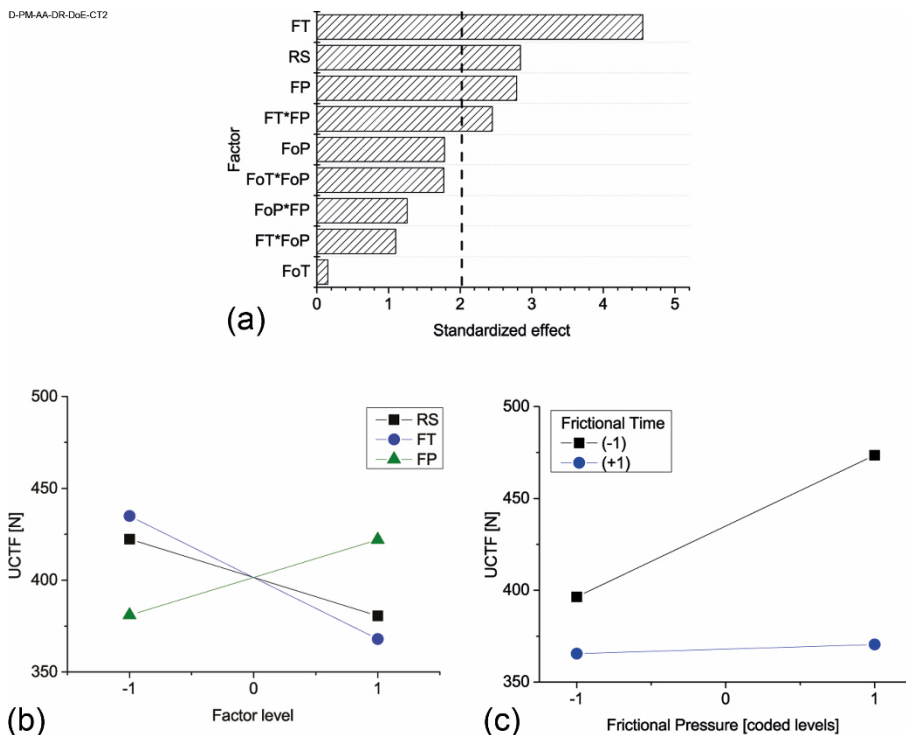 D-PM-AA-DR-DoE-CT2
FT
RS
FP
FT*FP
FoP
FoT*FoP
FoP*FP
FT*FoP
FoT
Factor
0 1 2 3 4 5
Standardized effect
(a)
500
450
400
350
UCTF [N]
RS
FT
FP
-1 0 1
Factor level
(b)
500
450
400
350
UCTF [N]
Frictional Time
(-1)
(+1)
-1 0 1
Frictional Pressure [coded levels]
(c)